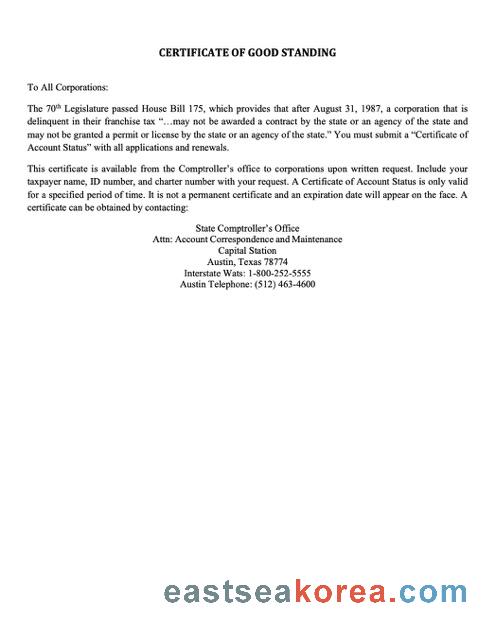 CERTIFICATE OF GOOD STANDING
To All Corporations:
The 70th Legislature passed House Bill 175, which provides that after August 31, 1987, a corporation that is
delinquent in their franchise tax “…may not be awarded a contract by the state or an agency of the state and
may not be granted a permit or license by the state or an agency of the state.” You must submit a “Certificate of
Account Status” with all applications and renewals.
This certificate is available from the Comptroller’s office to corporations upon written request. Include your
taxpayer name, ID number, and charter number with your request. A Certificate of Account Status is only valid
for a specified period of time. It is not a permanent certificate and an expiration date will appear on the face. A
certificate can be obtained by contacting:
State Comptroller’s Office
Attn: Account Correspondence and Maintenance
Capital Station
Austin, Texas 78774
Interstate Wats: 1-800-252-5555
Austin Telephone: (512) 463-4600
eastseakorea.com